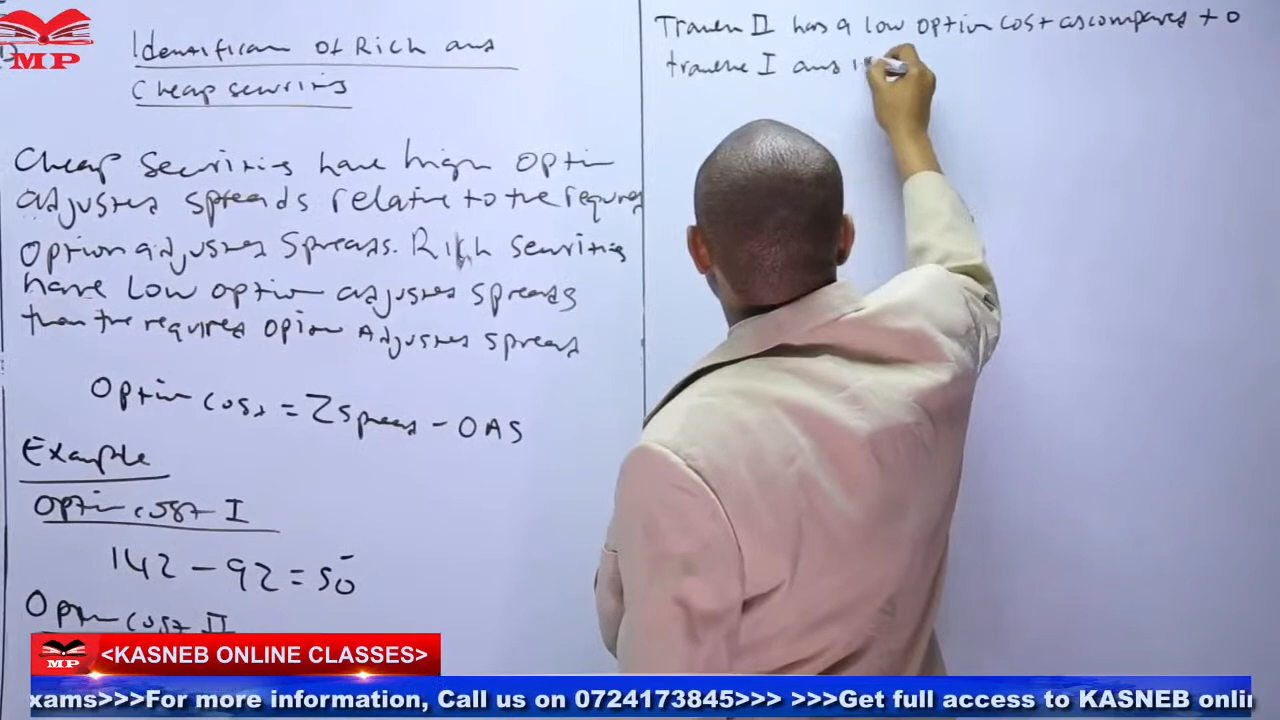 MP
Identification of Rich and
Cheap securities
Cheap Securities have high Option
adjusted spreads relative to the required
Option adjusted Spreads. Rich Securities
have Low option adjusted spreads
than the required Option Adjusted spread
Option cost = Z spread - OAS
Example
Option cost I
142 - 92 = 50
Option cost II
Tranch II has a low option cost as compared to
tranche I and
MP
<KASNEB ONLINE CLASSES>
xams>>>For more information, Call us on 0724173845>>> >>>Get full access to KASNEB onli